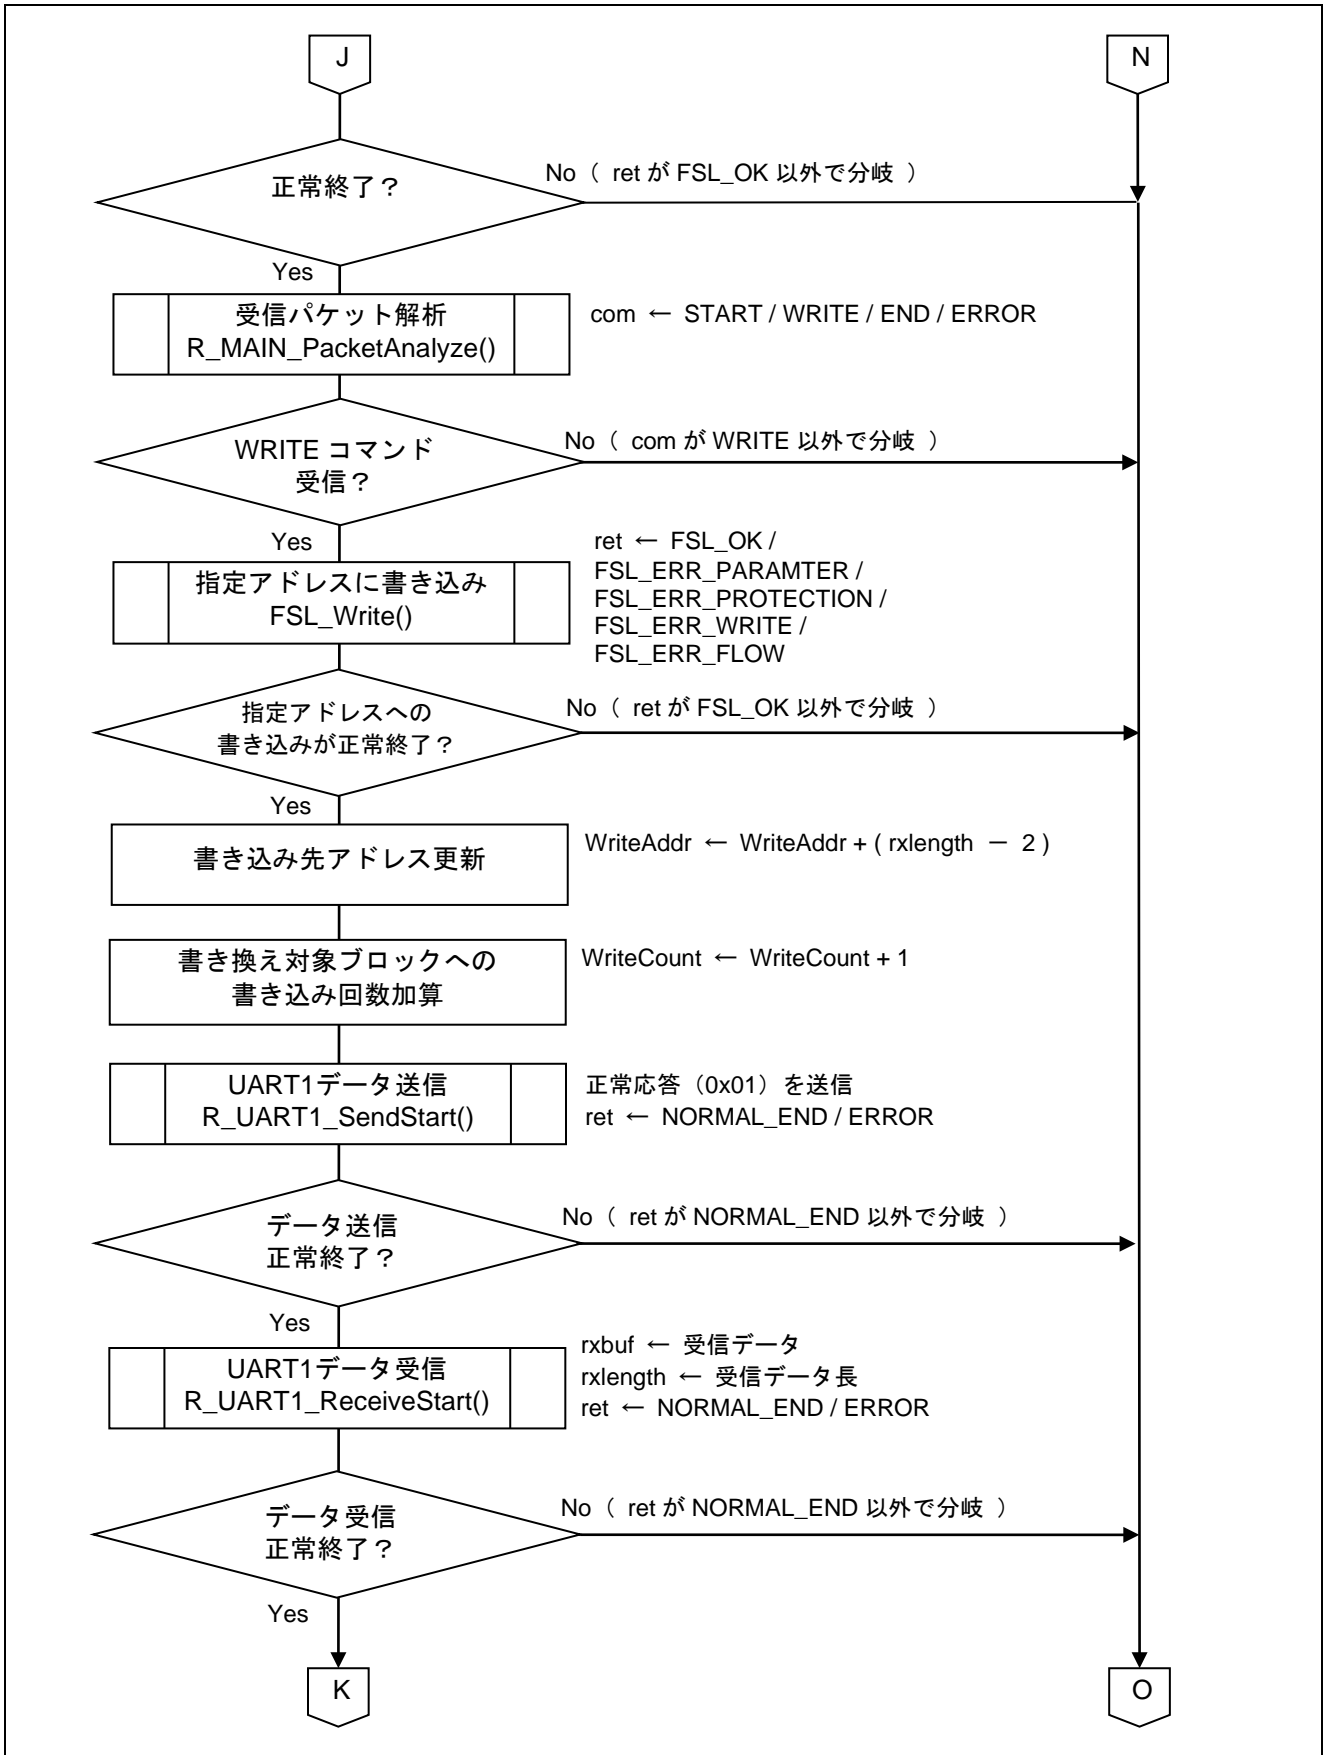 J
N
正常終了？
No（ ret が FSL_OK 以外で分岐 ）
Yes
受信パケット解析
R_MAIN_PacketAnalyze()
com ← START / WRITE / END / ERROR
WRITE コマンド
受信？
No（ com が WRITE 以外で分岐 ）
Yes
指定アドレスに書き込み
FSL_Write()
ret ← FSL_OK /
FSL_ERR_PARAMTER /
FSL_ERR_PROTECTION /
FSL_ERR_WRITE /
FSL_ERR_FLOW
指定アドレスへの
書き込みが正常終了？
No（ ret が FSL_OK 以外で分岐 ）
Yes
書き込み先アドレス更新
WriteAddr ← WriteAddr + ( rxlength － 2 )
書き換え対象ブロックへの
書き込み回数加算
WriteCount ← WriteCount + 1
UART1データ送信
R_UART1_SendStart()
正常応答（0x01）を送信
ret ← NORMAL_END / ERROR
データ送信
正常終了？
No（ ret が NORMAL_END 以外で分岐 ）
Yes
UART1データ受信
R_UART1_ReceiveStart()
rxbuf ← 受信データ
rxlength ← 受信データ長
ret ← NORMAL_END / ERROR
データ受信
正常終了？
No（ ret が NORMAL_END 以外で分岐 ）
Yes
K
O